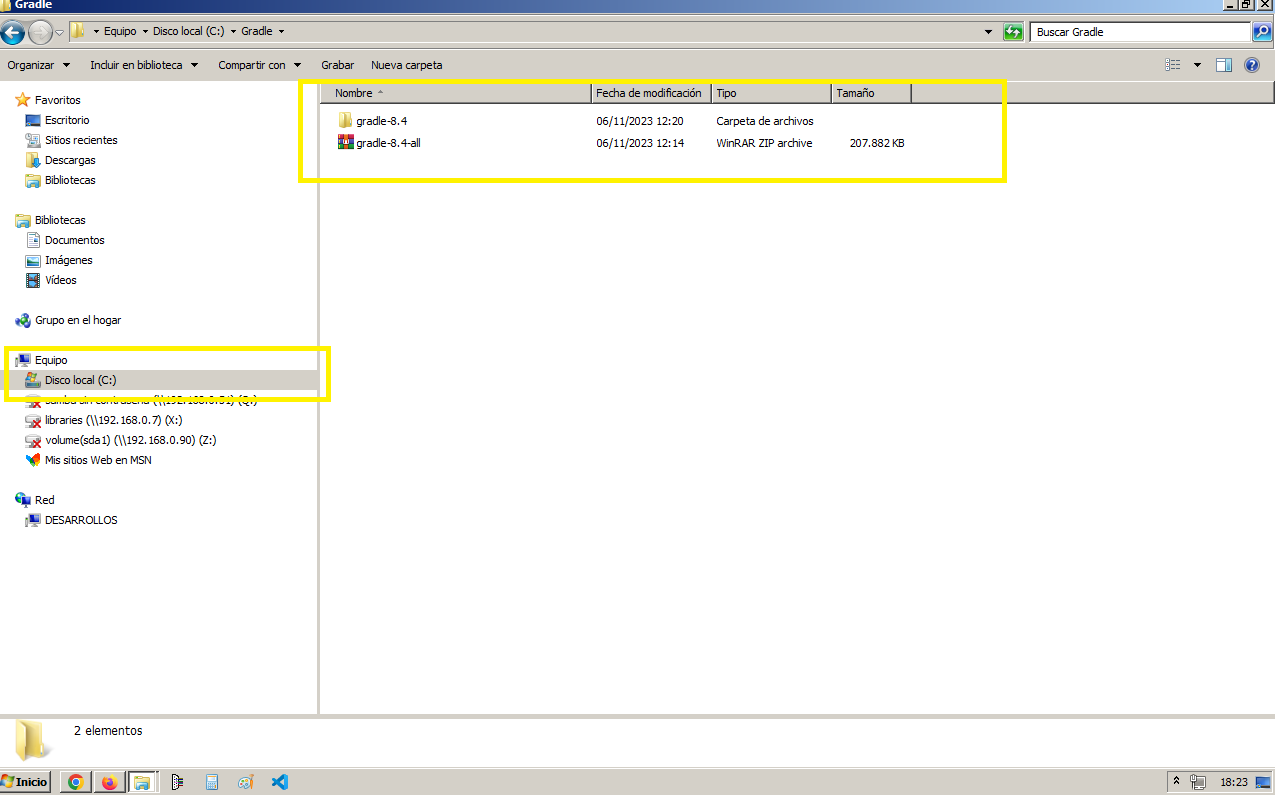 Gradle
Equipo Disco local (C:) Gradle
Buscar Gradle
Organizar Incluir en biblioteca Compartir con Grabar Nueva carpeta
Favoritos
Escritorio
Sitios recientes
Descargas
Bibliotecas
Bibliotecas
Documentos
Imágenes
Vídeos
Grupo en el hogar
Equipo
Disco local (C:)
samba sin contraseña (\\192.168.0.51) (Q:)
libraries (\\192.168.0.7) (X:)
volume(sda1) (\\192.168.0.90) (Z:)
Mis sitios Web en MSN
Red
DESARROLLOS
Nombre Fecha de modificación Tipo Tamaño
gradle-8.4 06/11/2023 12:20 Carpeta de archivos
gradle-8.4-all 06/11/2023 12:14 WinRAR ZIP archive 207.882 KB
2 elementos
Inicio
18:23